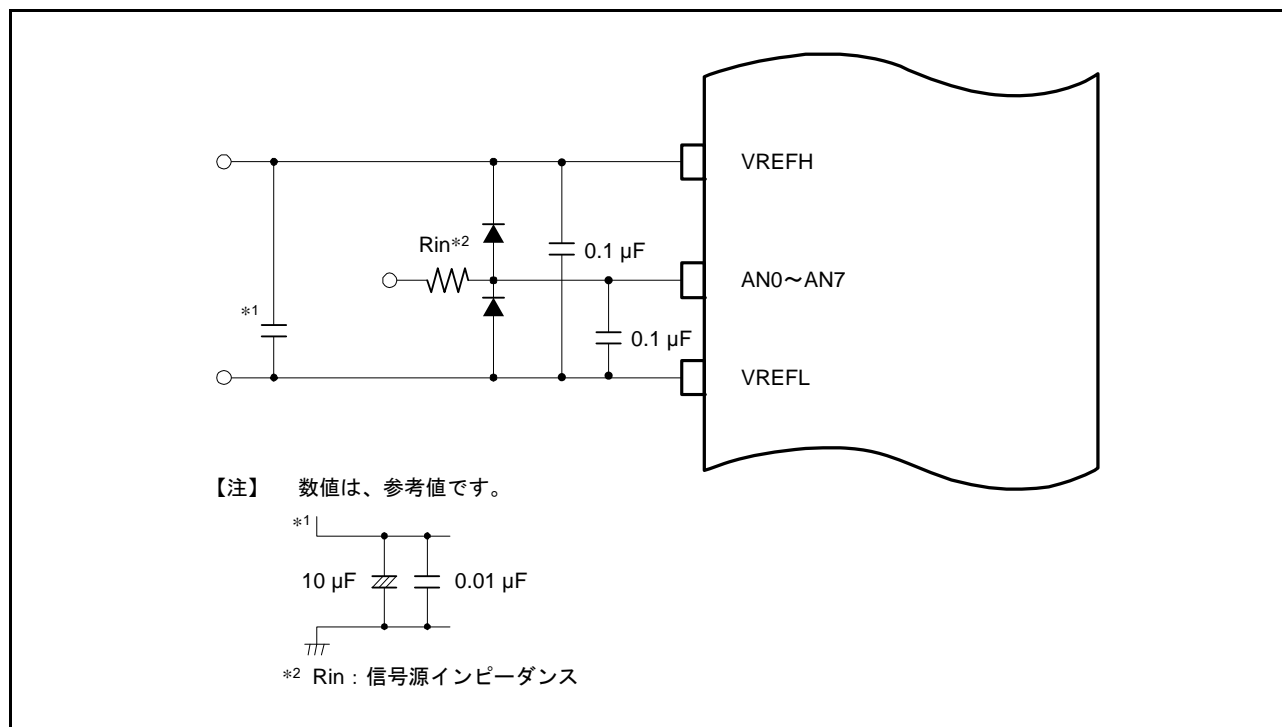 VREFH
Rin*2
0.1 µF
AN0～AN7
*1
0.1 µF
VREFL
【注】 数値は、参考値です。
*1
10 µF
0.01 µF
*2 Rin：信号源インピーダンス